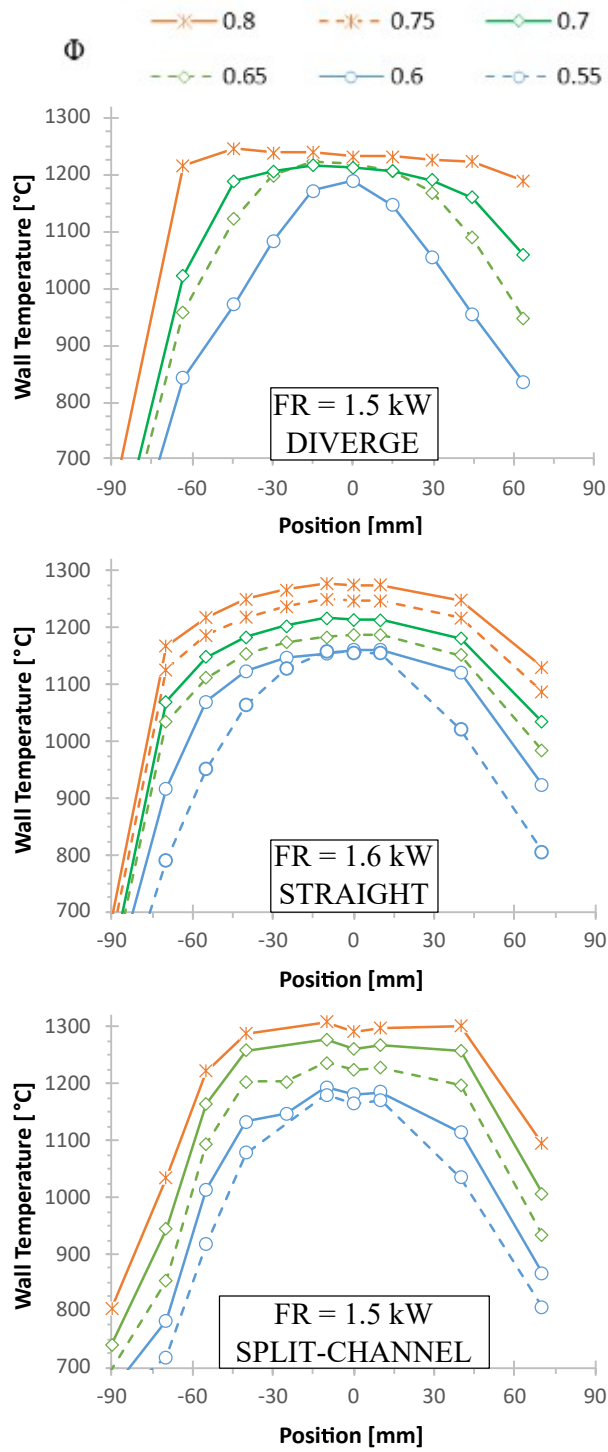 Φ
0.8 0.75 0.7
0.65 0.6 0.55
1300
1200
1100
1000
900
800
700
Wall Temperature [°C]
-90 -60 -30 0 30 60 90
Position [mm]
FR = 1.5 kW
DIVERGE
1300
1200
1100
1000
900
800
700
Wall Temperature [°C]
-90 -60 -30 0 30 60 90
Position [mm]
FR = 1.6 kW
STRAIGHT
1300
1200
1100
1000
900
800
700
Wall Temperature [°C]
-90 -60 -30 0 30 60 90
Position [mm]
FR = 1.5 kW
SPLIT-CHANNEL